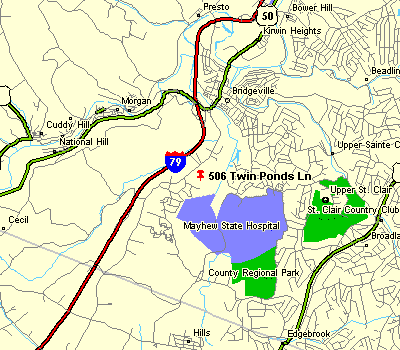 Presto
Bower Hill
50
Kirwin Heights
Beadlin
Bridgeville
Morgan
Cuddy Hill
National Hill
Upper Sainte C
79
506 Twin Ponds Ln
Upper St. Clair
St. Clair Country Club
Cecil
Mayhew State Hospital
Broadla
County Regional Park
Hills
Edgebrook